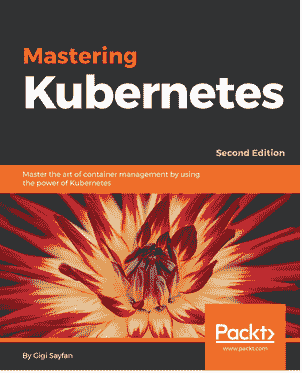 Mastering
Kubernetes
Second Edition
Master the art of container management by using
the power of Kubernetes
Packt>
www.packt.com
By Gigi Sayfan